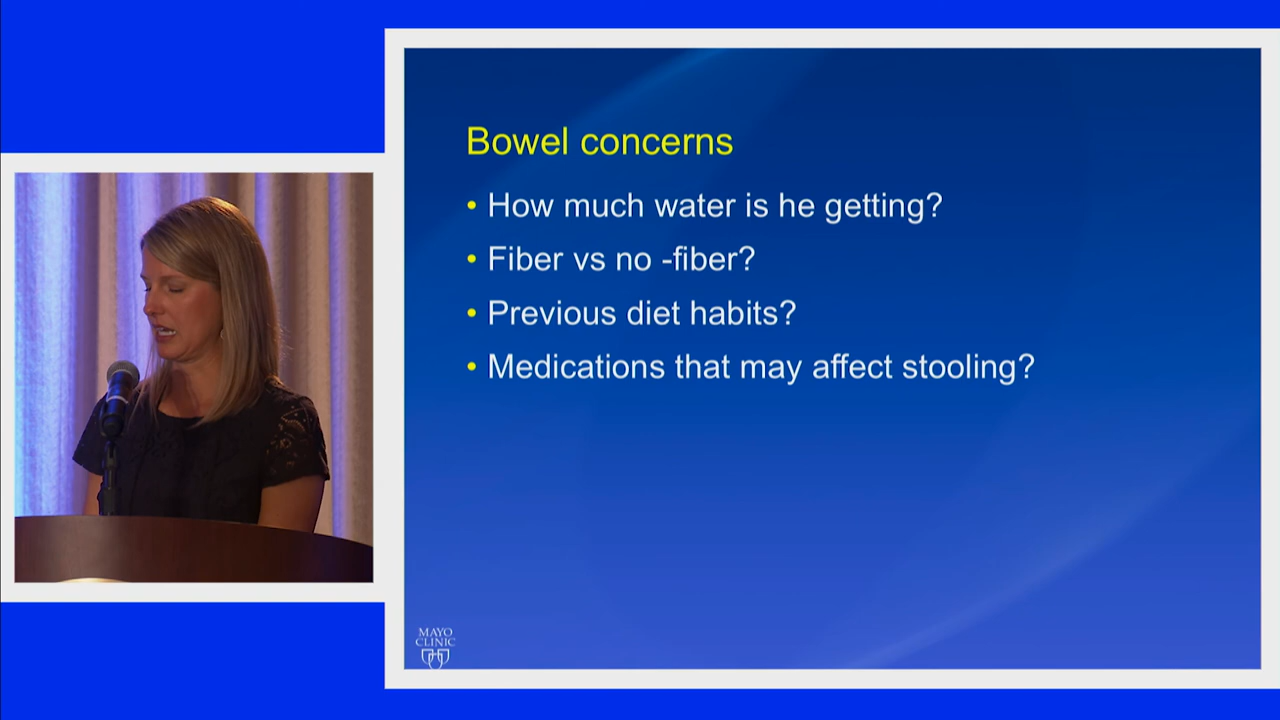 Bowel concerns
• How much water is he getting?
• Fiber vs no -fiber?
• Previous diet habits?
• Medications that may affect stooling?
MAYO
CLINIC